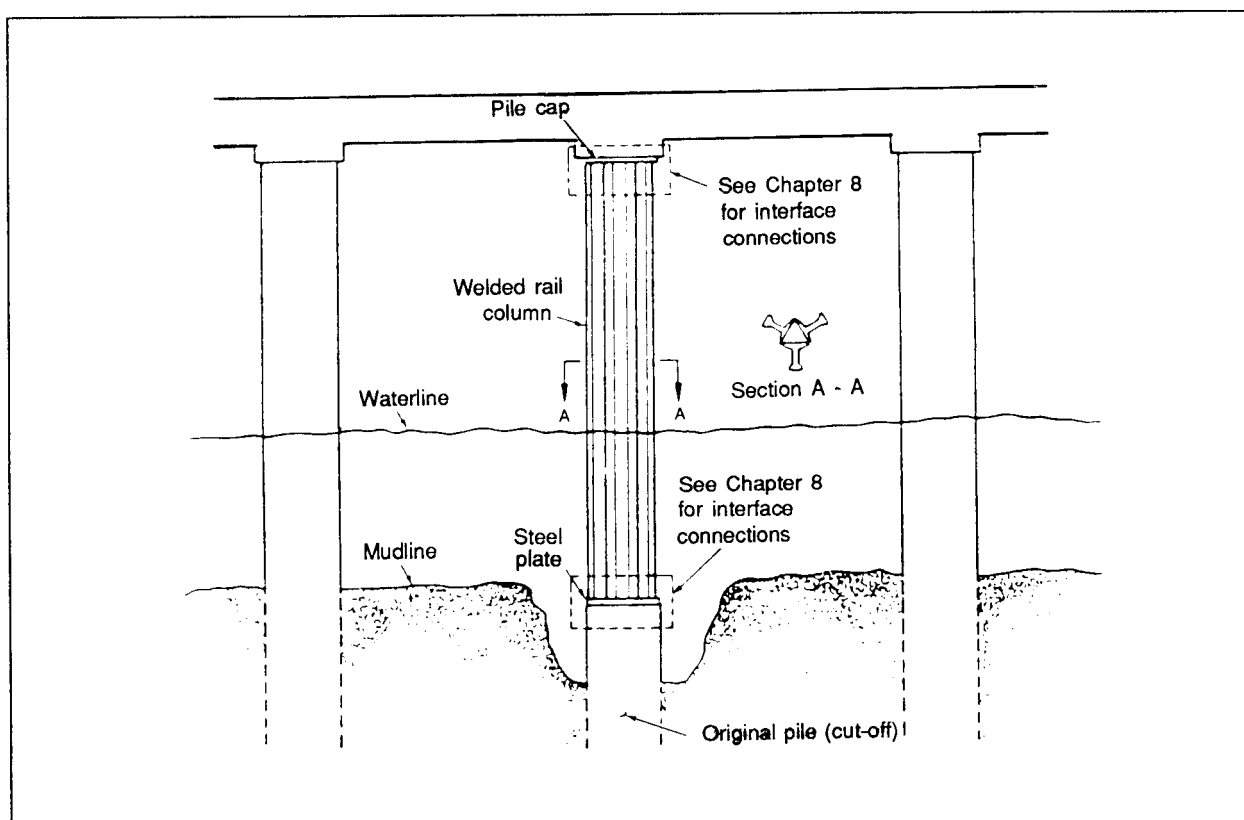 Pile cap
See Chapter 8
for interface
connections
Welded rail
column
Section A - A
Waterline
A
A
See Chapter 8
for interface
connections
Steel
plate
Mudline
Original pile (cut-off)